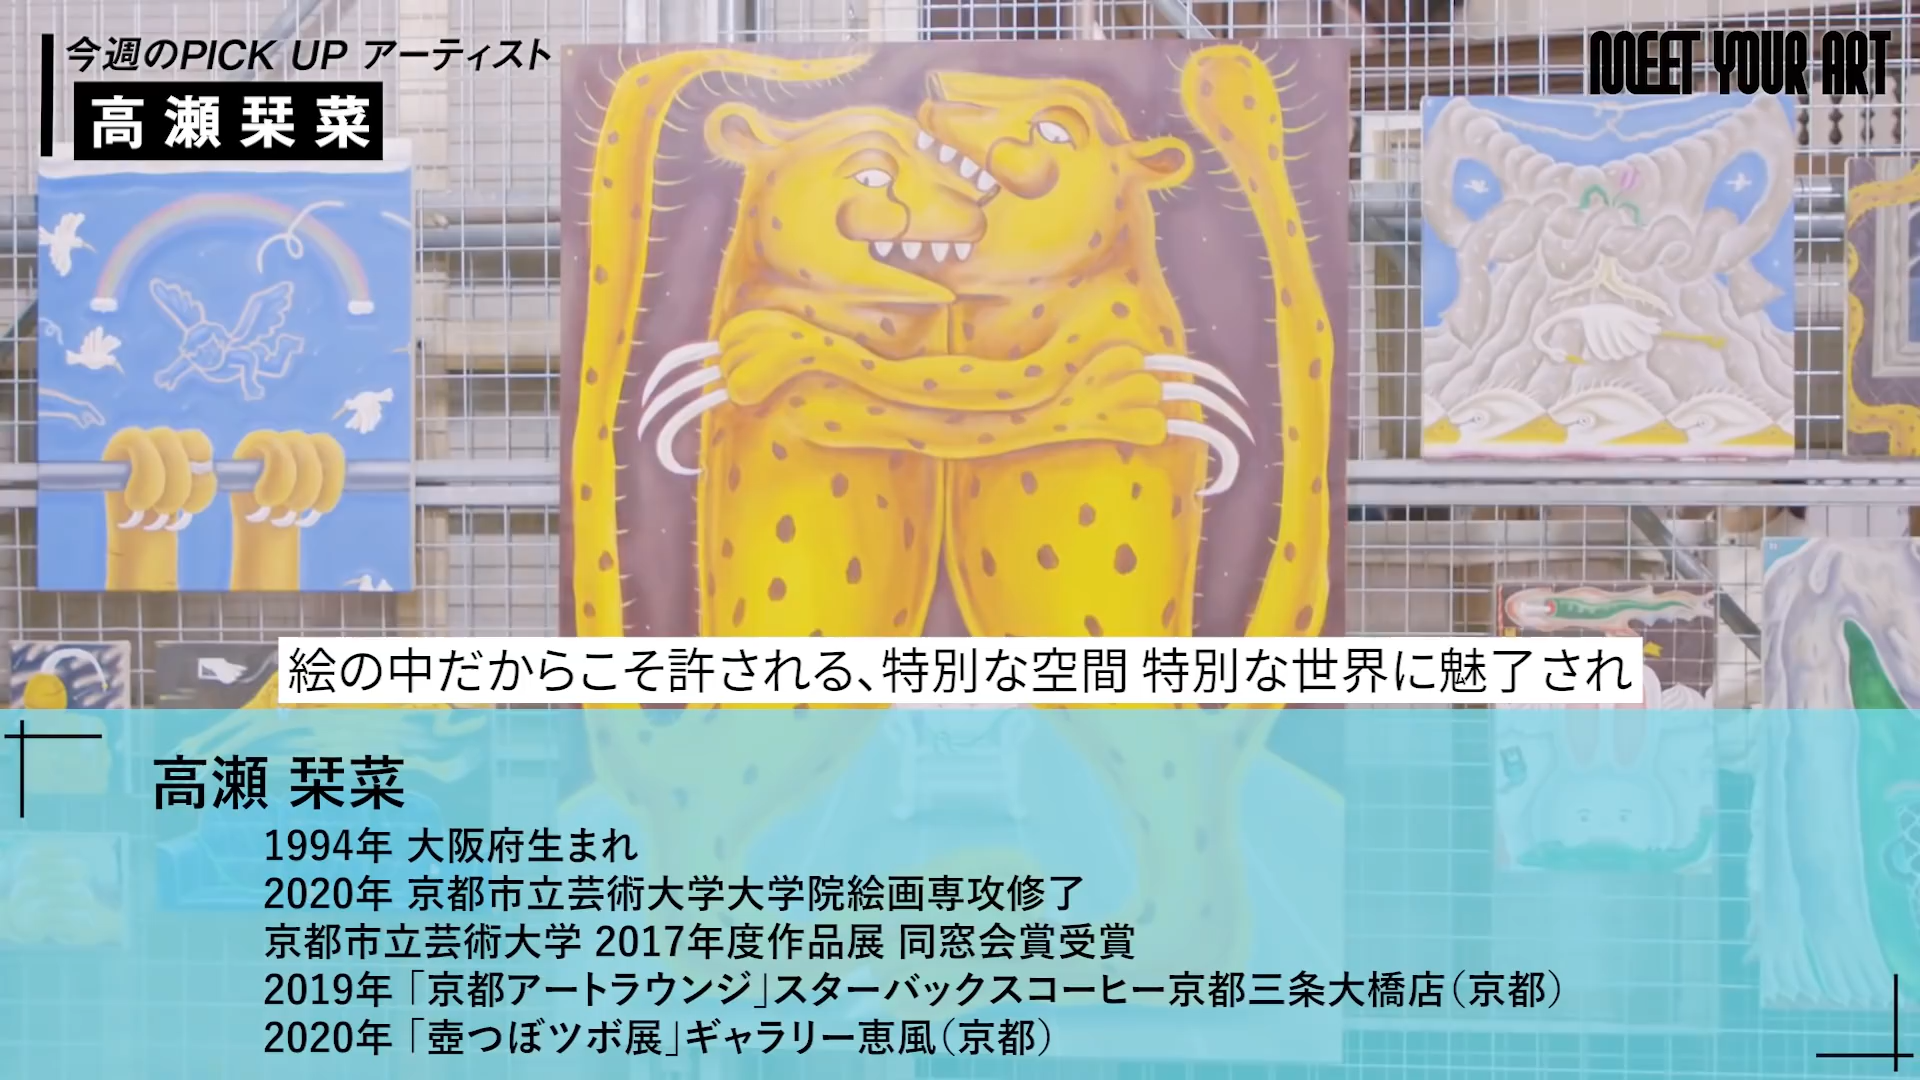 今週のPICK UP アーティスト
高瀬栞菜
MEET YOUR ART
絵の中だからこそ許される、特別な空間 特別な世界に魅了され
高瀬 栞菜
1994年 大阪府生まれ
2020年 京都市立芸術大学大学院絵画専攻修了
京都市立芸術大学 2017年度作品展 同窓会賞受賞
2019年「京都アートラウンジ」スターバックスコーヒー京都三条大橋店（京都）
2020年「壺つぼツボ展」ギャラリー恵風（京都）